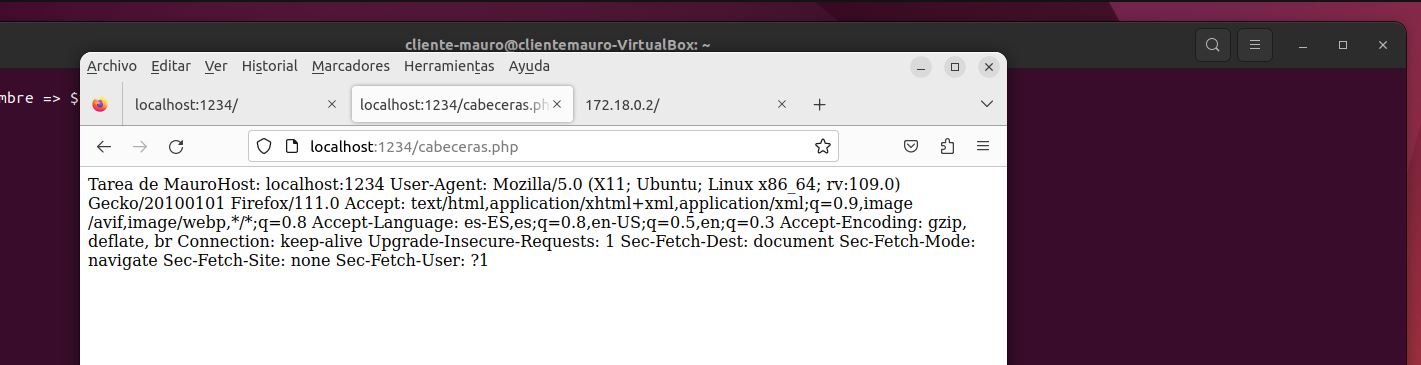 cliente-mauro@clientemauro-VirtualBox: ~
mbre => $
Archivo Editar Ver Historial Marcadores Herramientas Ayuda
localhost:1234/
localhost:1234/cabeceras.ph
172.18.0.2/
localhost:1234/cabeceras.php
Tarea de MauroHost: localhost:1234 User-Agent: Mozilla/5.0 (X11; Ubuntu; Linux x86_64; rv:109.0)
Gecko/20100101 Firefox/111.0 Accept: text/html,application/xhtml+xml,application/xml;q=0.9,image
/avif,image/webp,*/*;q=0.8 Accept-Language: es-ES,es;q=0.8,en-US;q=0.5,en;q=0.3 Accept-Encoding: gzip,
deflate, br Connection: keep-alive Upgrade-Insecure-Requests: 1 Sec-Fetch-Dest: document Sec-Fetch-Mode:
navigate Sec-Fetch-Site: none Sec-Fetch-User: ?1